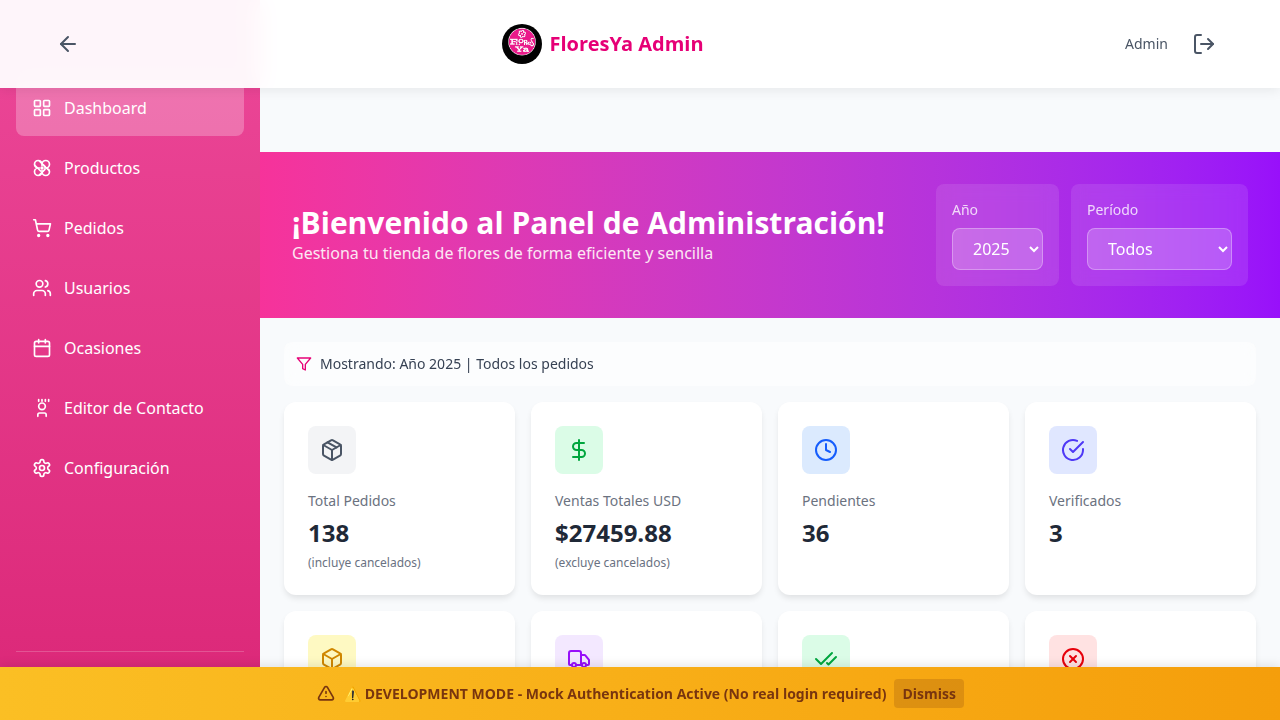 FloresYa
FloresYa Admin
Admin
Dashboard
Productos
Pedidos
Usuarios
Ocasiones
Editor de Contacto
Configuración
¡Bienvenido al Panel de Administración!
Gestiona tu tienda de flores de forma eficiente y sencilla
Año
2025
Período
Todos
Mostrando: Año 2025 | Todos los pedidos
Total Pedidos
138
(incluye cancelados)
Ventas Totales USD
$27459.88
(excluye cancelados)
Pendientes
36
Verificados
3
⚠️ DEVELOPMENT MODE - Mock Authentication Active (No real login required)
Dismiss